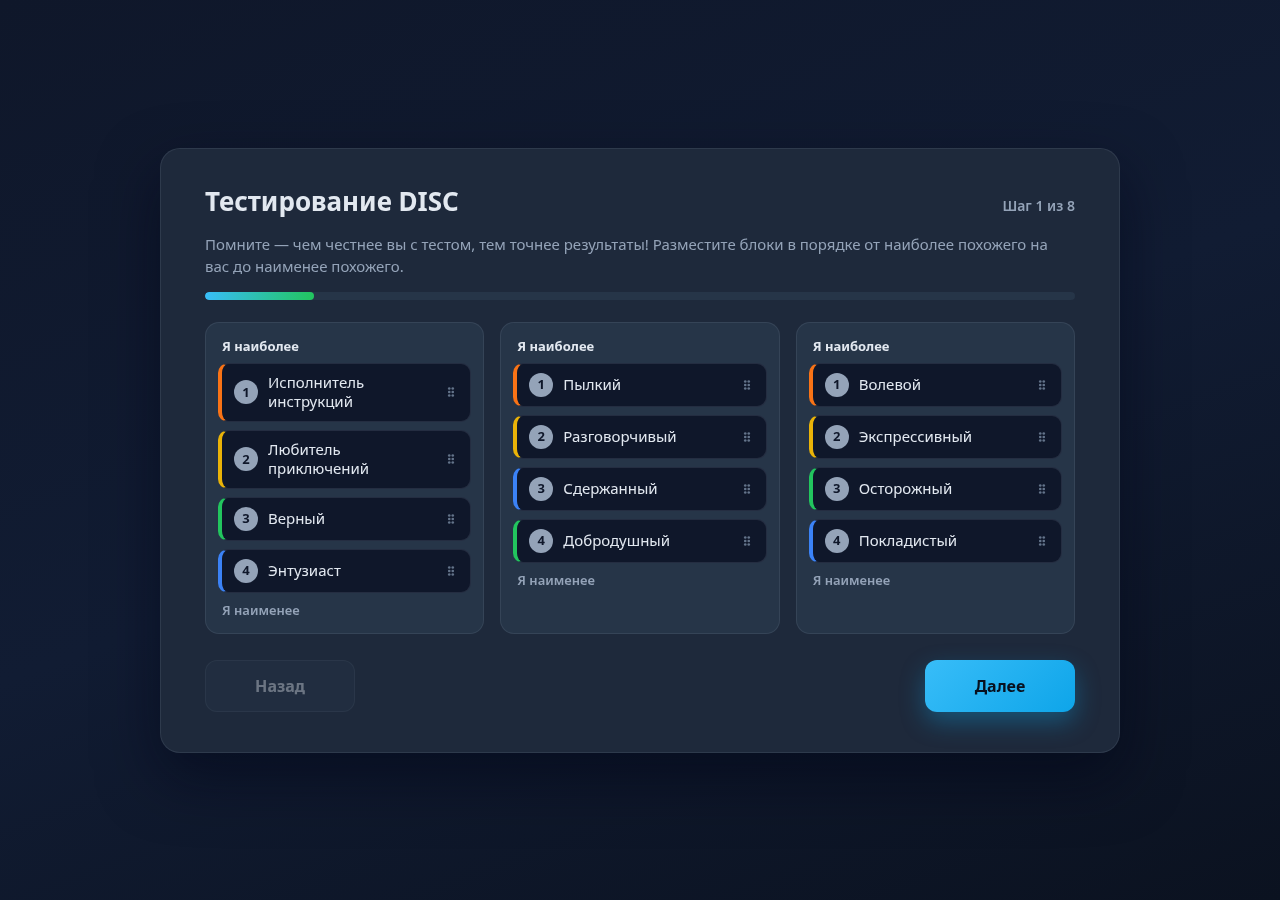 Тестирование DISC
Шаг 1 из 8
Помните — чем честнее вы с тестом, тем точнее результаты! Разместите блоки в порядке от наиболее похожего на
вас до наименее похожего.
Я наиболее
1 Исполнитель
инструкций
2 Любитель
приключений
3 Верный
4 Энтузиаст
Я наименее
Я наиболее
1 Пылкий
2 Разговорчивый
3 Сдержанный
4 Добродушный
Я наименее
Я наиболее
1 Волевой
2 Экспрессивный
3 Осторожный
4 Покладистый
Я наименее
Назад
Далее